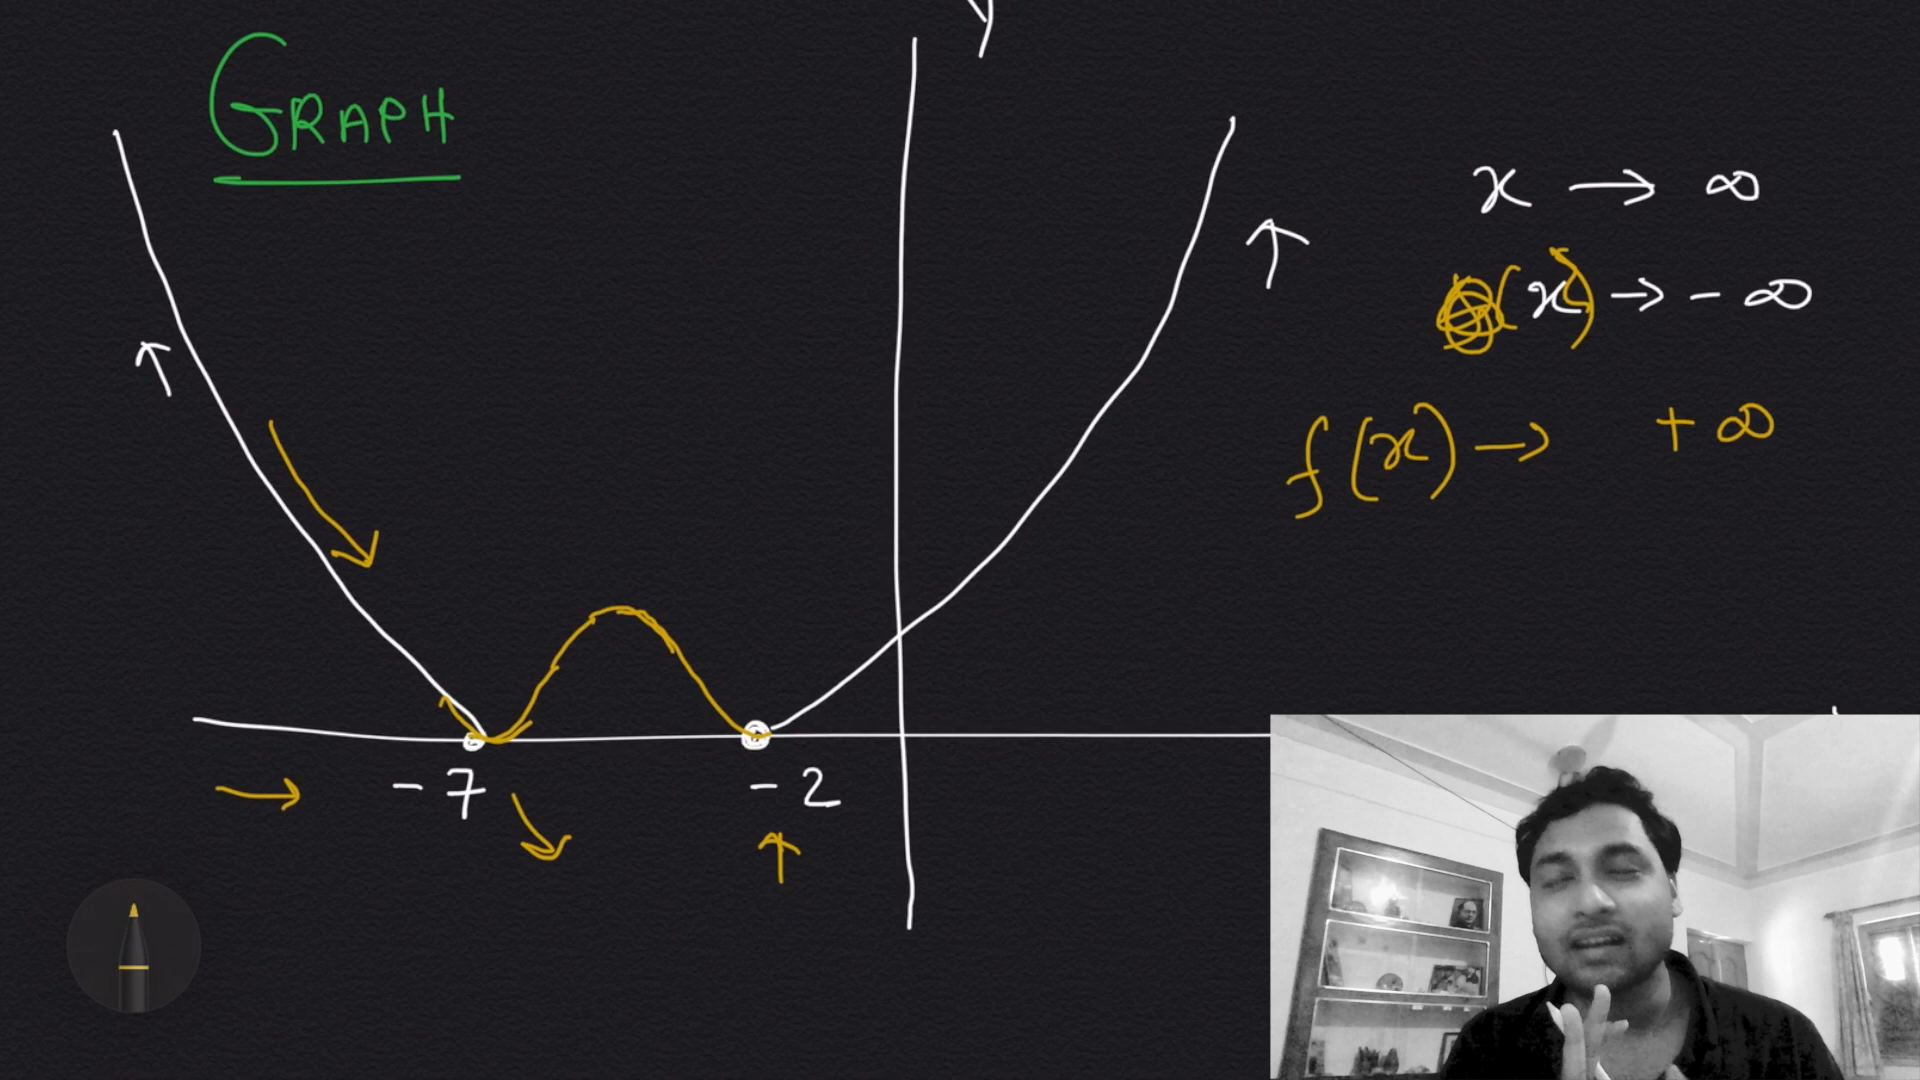 y
GRAPH
x → ∞
(x) → - ∞
f(x) → + ∞
-7 -2